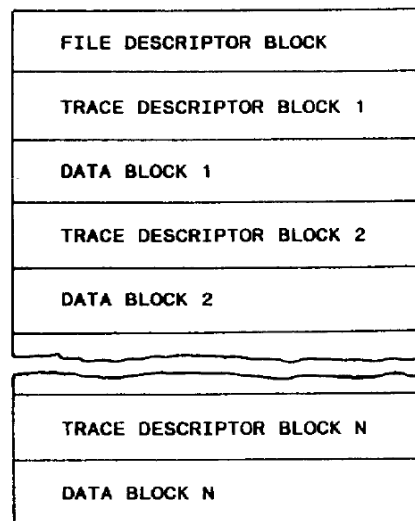 FILE DESCRIPTOR BLOCK
TRACE DESCRIPTOR BLOCK 1
DATA BLOCK 1
TRACE DESCRIPTOR BLOCK 2
DATA BLOCK 2
TRACE DESCRIPTOR BLOCK N
DATA BLOCK N